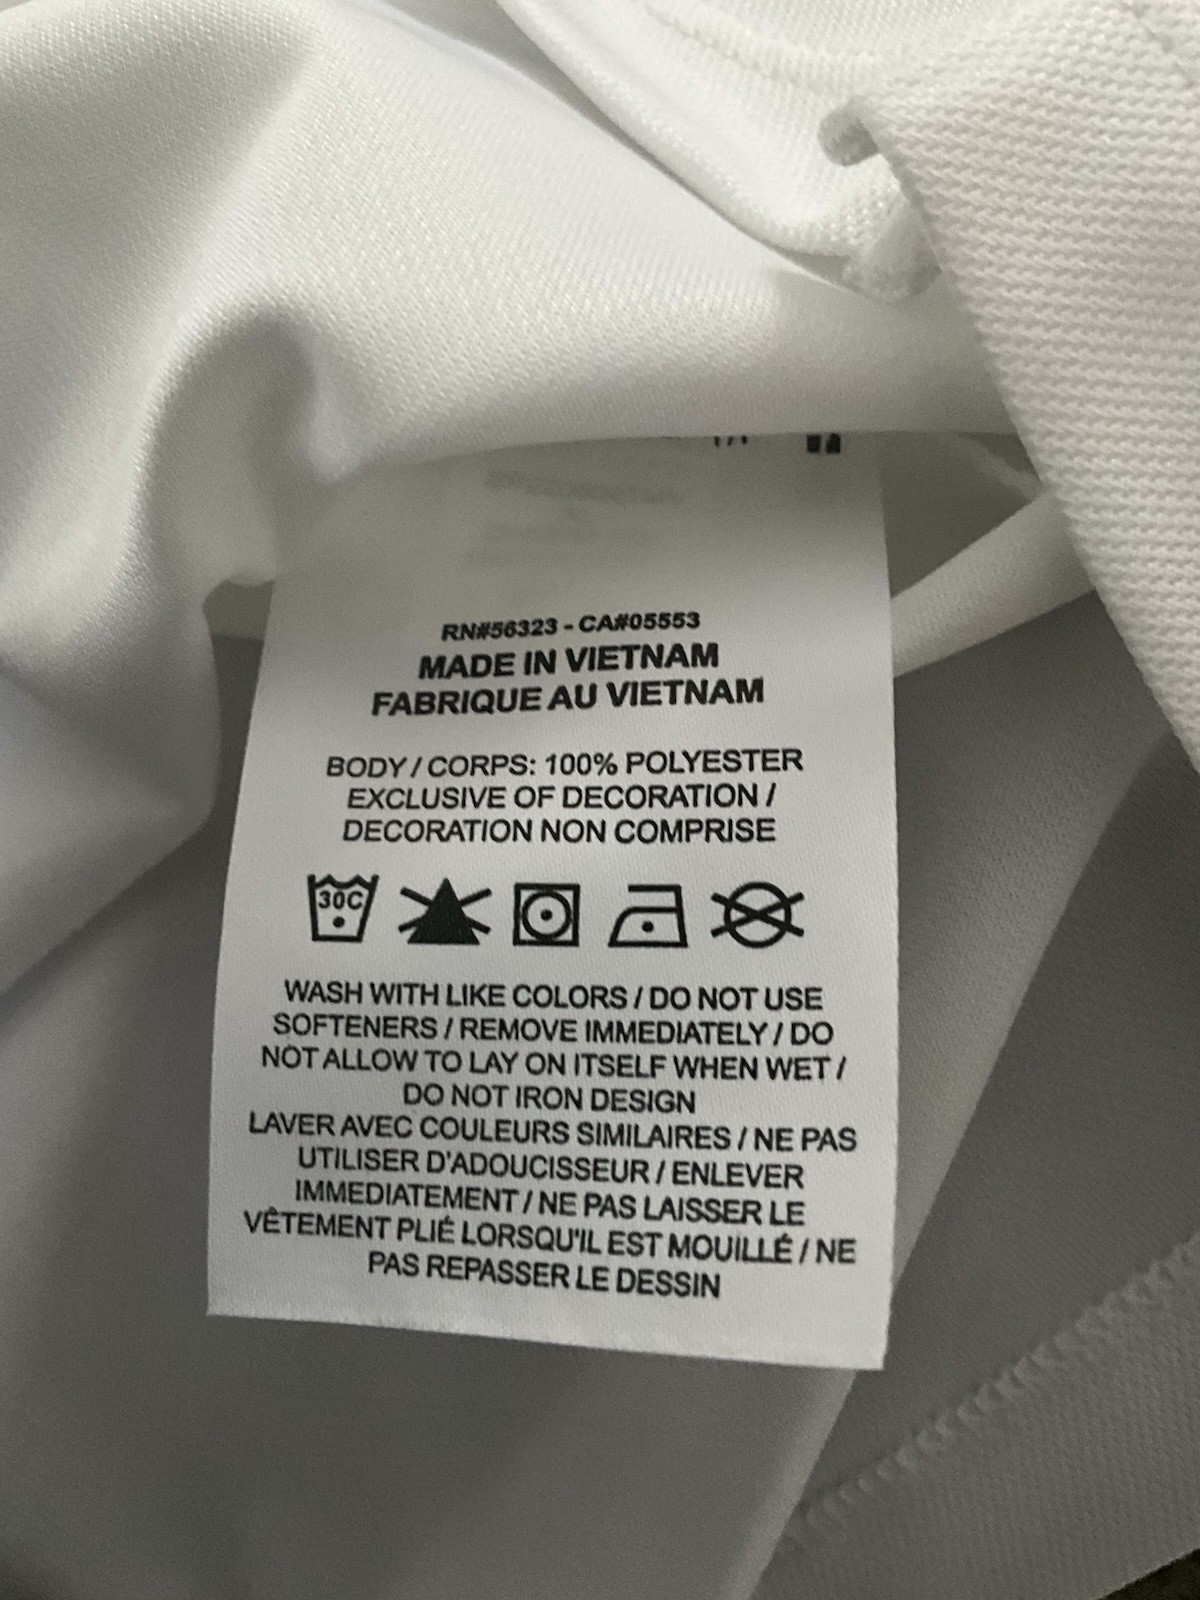 RN#56323 - CA#05553
MADE IN VIETNAM
FABRIQUE AU VIETNAM
BODY / CORPS: 100% POLYESTER
EXCLUSIVE OF DECORATION /
DECORATION NON COMPRISE
30C
WASH WITH LIKE COLORS / DO NOT USE
SOFTENERS / REMOVE IMMEDIATELY / DO
NOT ALLOW TO LAY ON ITSELF WHEN WET /
DO NOT IRON DESIGN
LAVER AVEC COULEURS SIMILAIRES / NE PAS
UTILISER D'ADOUCISSEUR / ENLEVER
IMMEDIATEMENT / NE PAS LAISSER LE
VÊTEMENT PLIÉ LORSQU'IL EST MOUILLÉ / NE
PAS REPASSER LE DESSIN